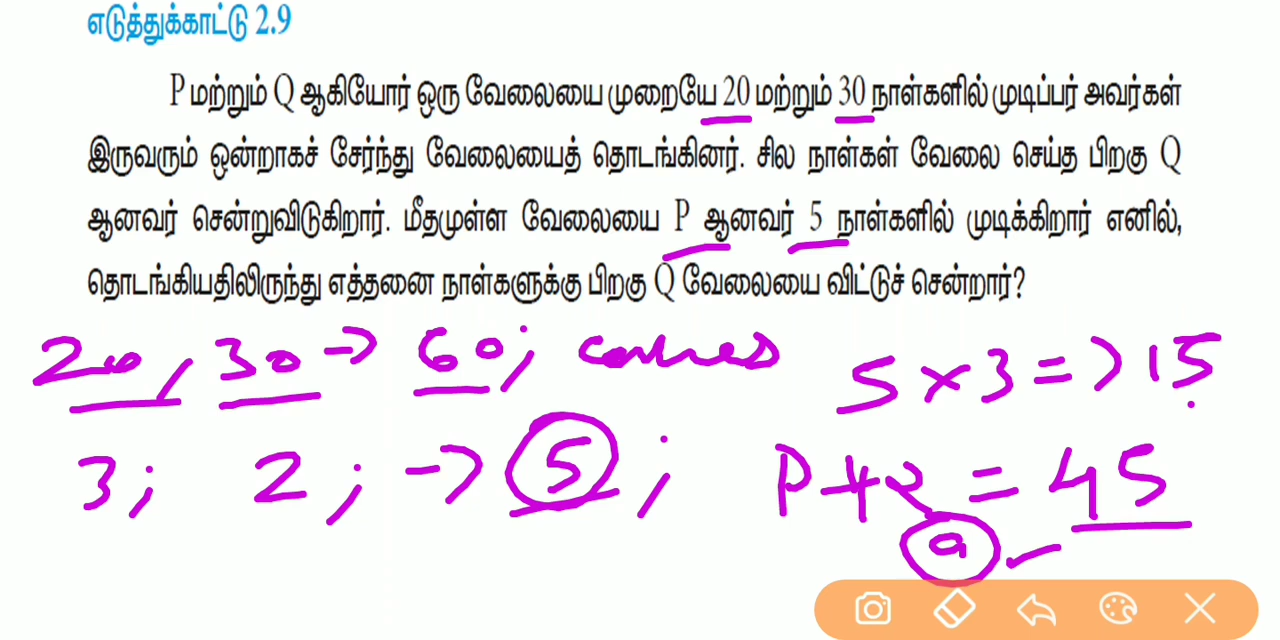 எடுத்துக்காட்டு 2.9
P மற்றும் Q ஆகியோர் ஒரு வேலையை முறையே 20 மற்றும் 30 நாள்களில் முடிப்பர் அவர்கள்
இருவரும் ஒன்றாகச் சேர்ந்து வேலையைத் தொடங்கினர். சில நாள்கள் வேலை செய்த பிறகு Q
ஆனவர் சென்றுவிடுகிறார். மீதமுள்ள வேலையை P ஆனவர் 5 நாள்களில் முடிக்கிறார் எனில்,
தொடங்கியதிலிருந்து எத்தனை நாள்களுக்கு பிறகு Q வேலையை விட்டுச் சென்றார்?
20, 30 → 60;
5 × 3 => 15
3; 2; → 5;
P + = 45
9